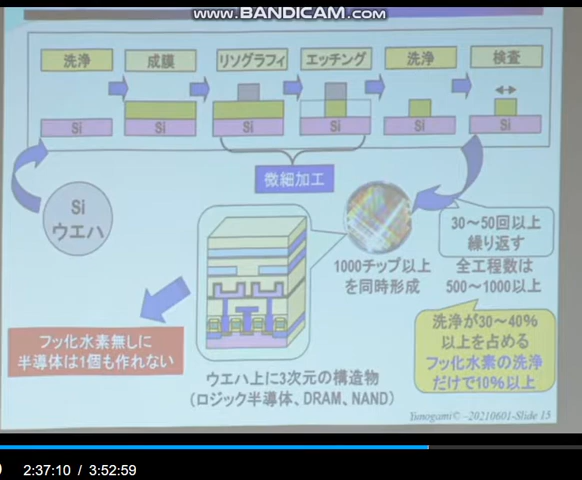 www.BANDICAM.com
洗浄
成膜
リソグラフィ
エッチング
洗浄
検査
Si
Si
Si
Si
Si
Si
微細加工
Si
ウエハ
1000チップ以上
を同時形成
30～50回以上
繰り返す
全工程数は
500～1000以上
洗浄が30～40%
以上を占める
フッ化水素の洗浄
だけで10%以上
フッ化水素無しに
半導体は1個も作れない
ウエハ上に3次元の構造物
(ロジック半導体、DRAM、NAND)
Yunogami©–20210601-Slide 15
2:37:10 / 3:52:59